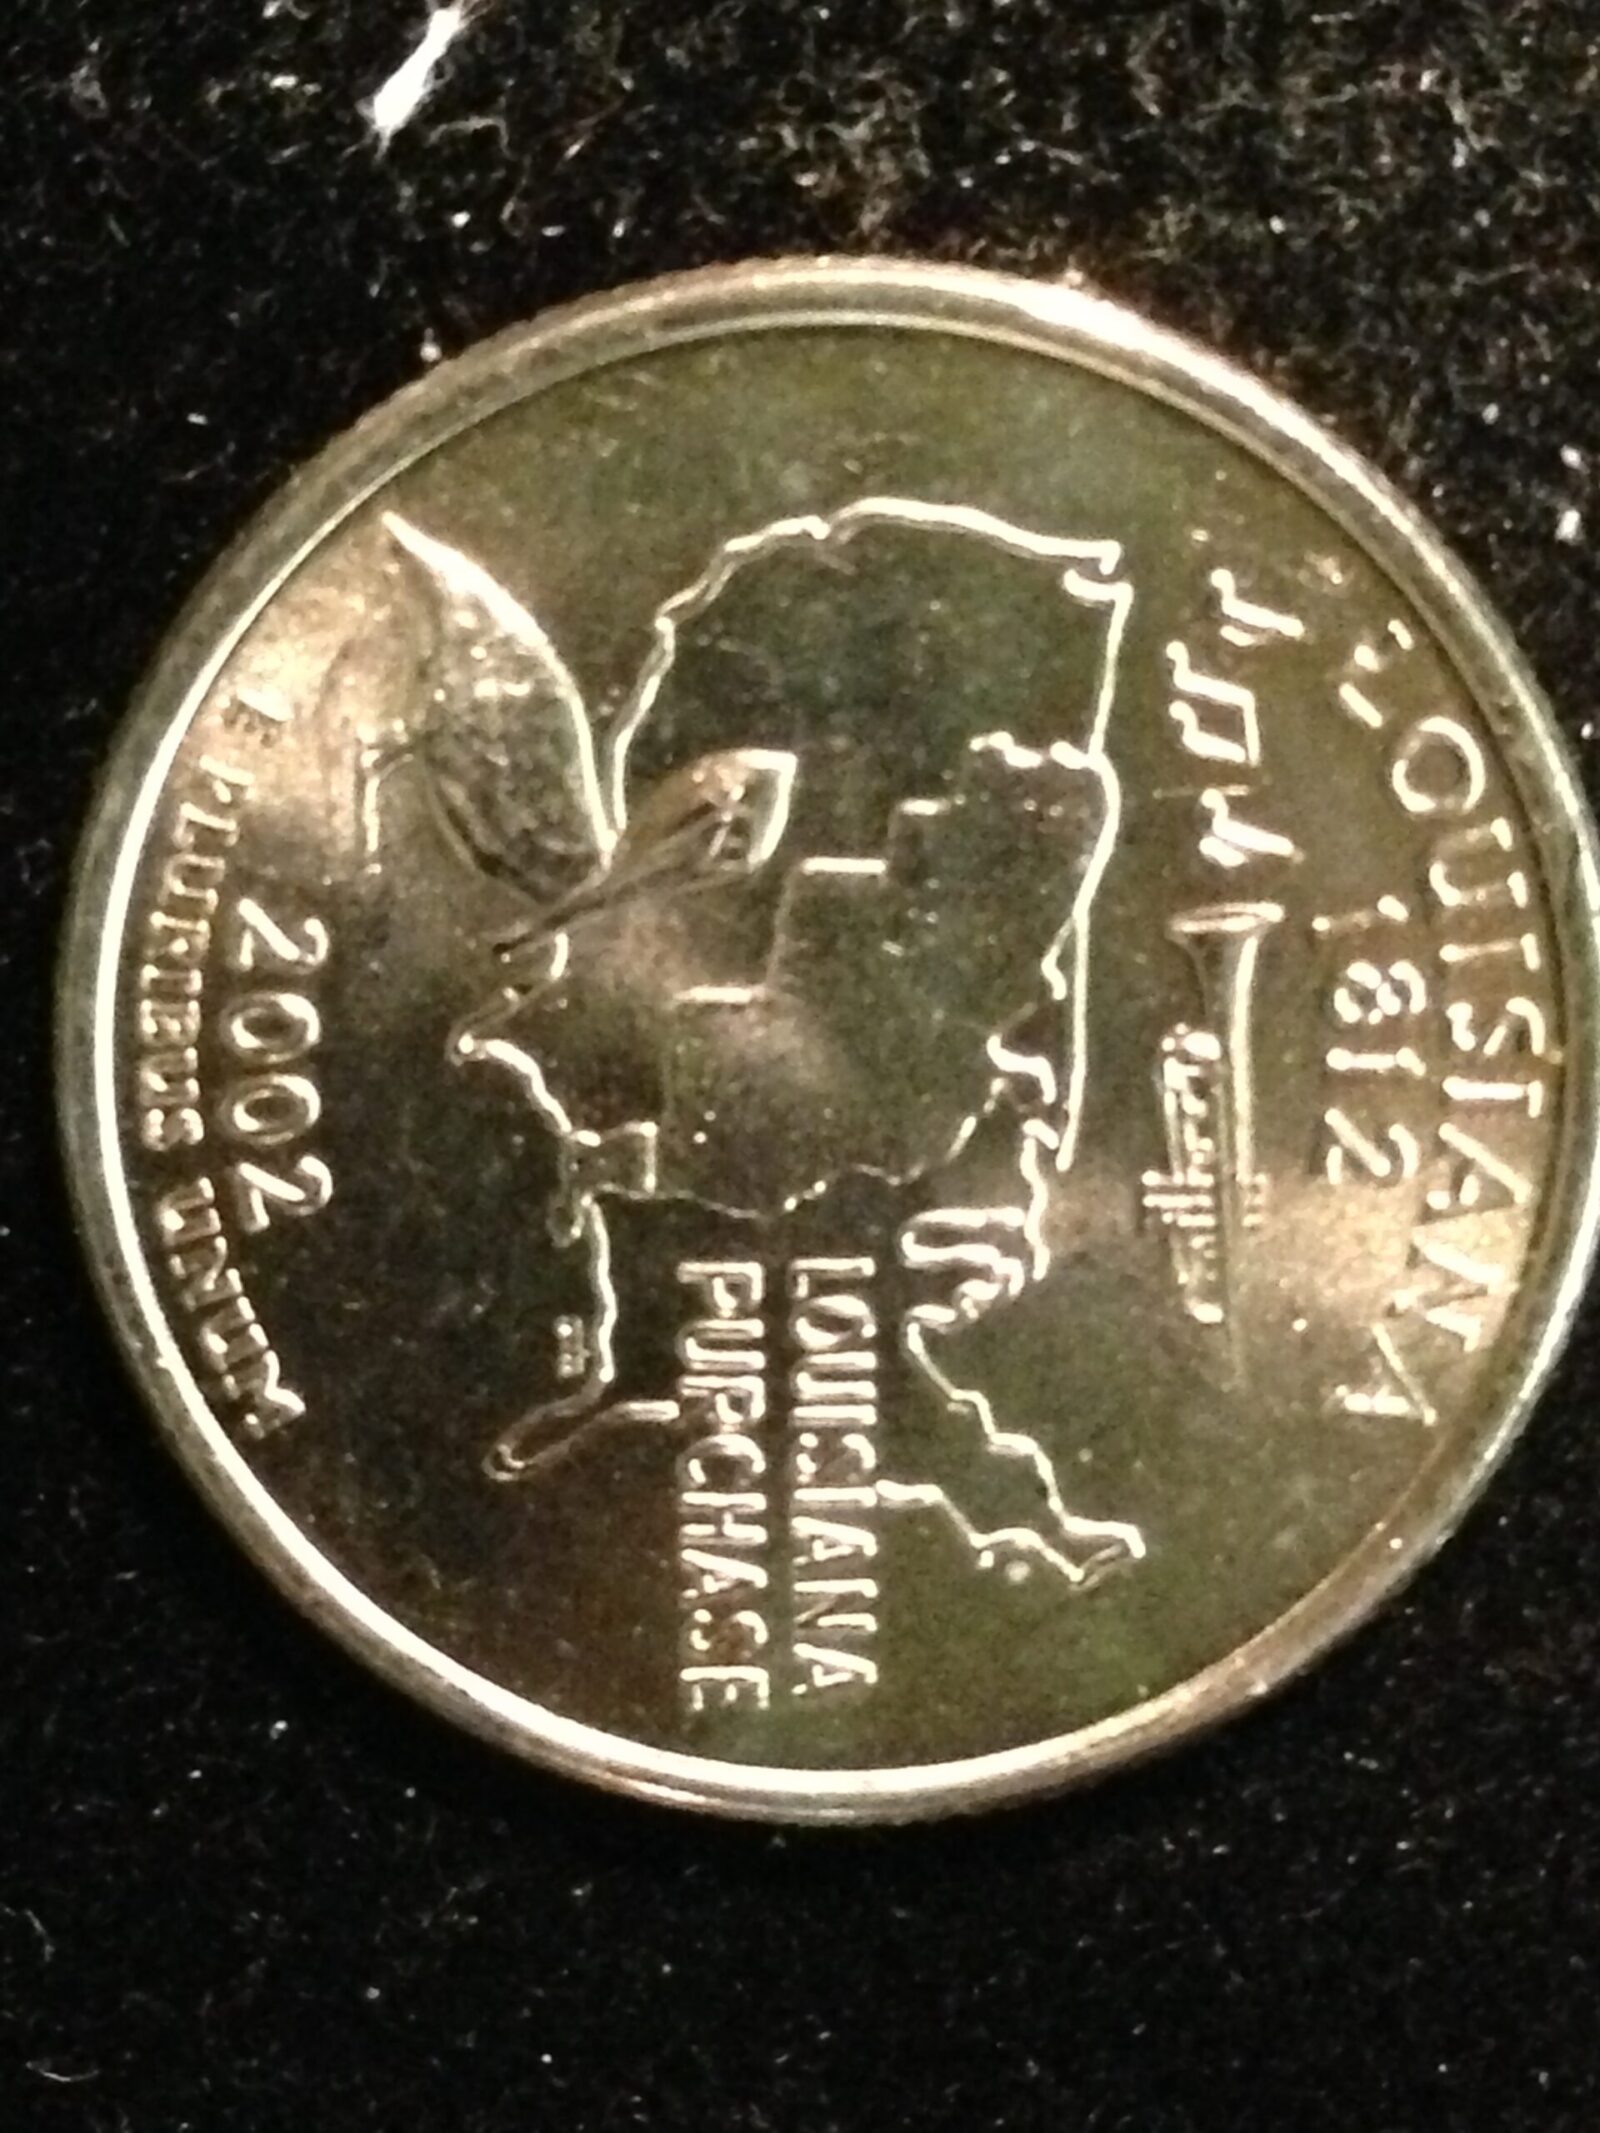 LOUISIANA
1812
LOUISIANA
PURCHASE
2002
E PLURIBUS UNUM